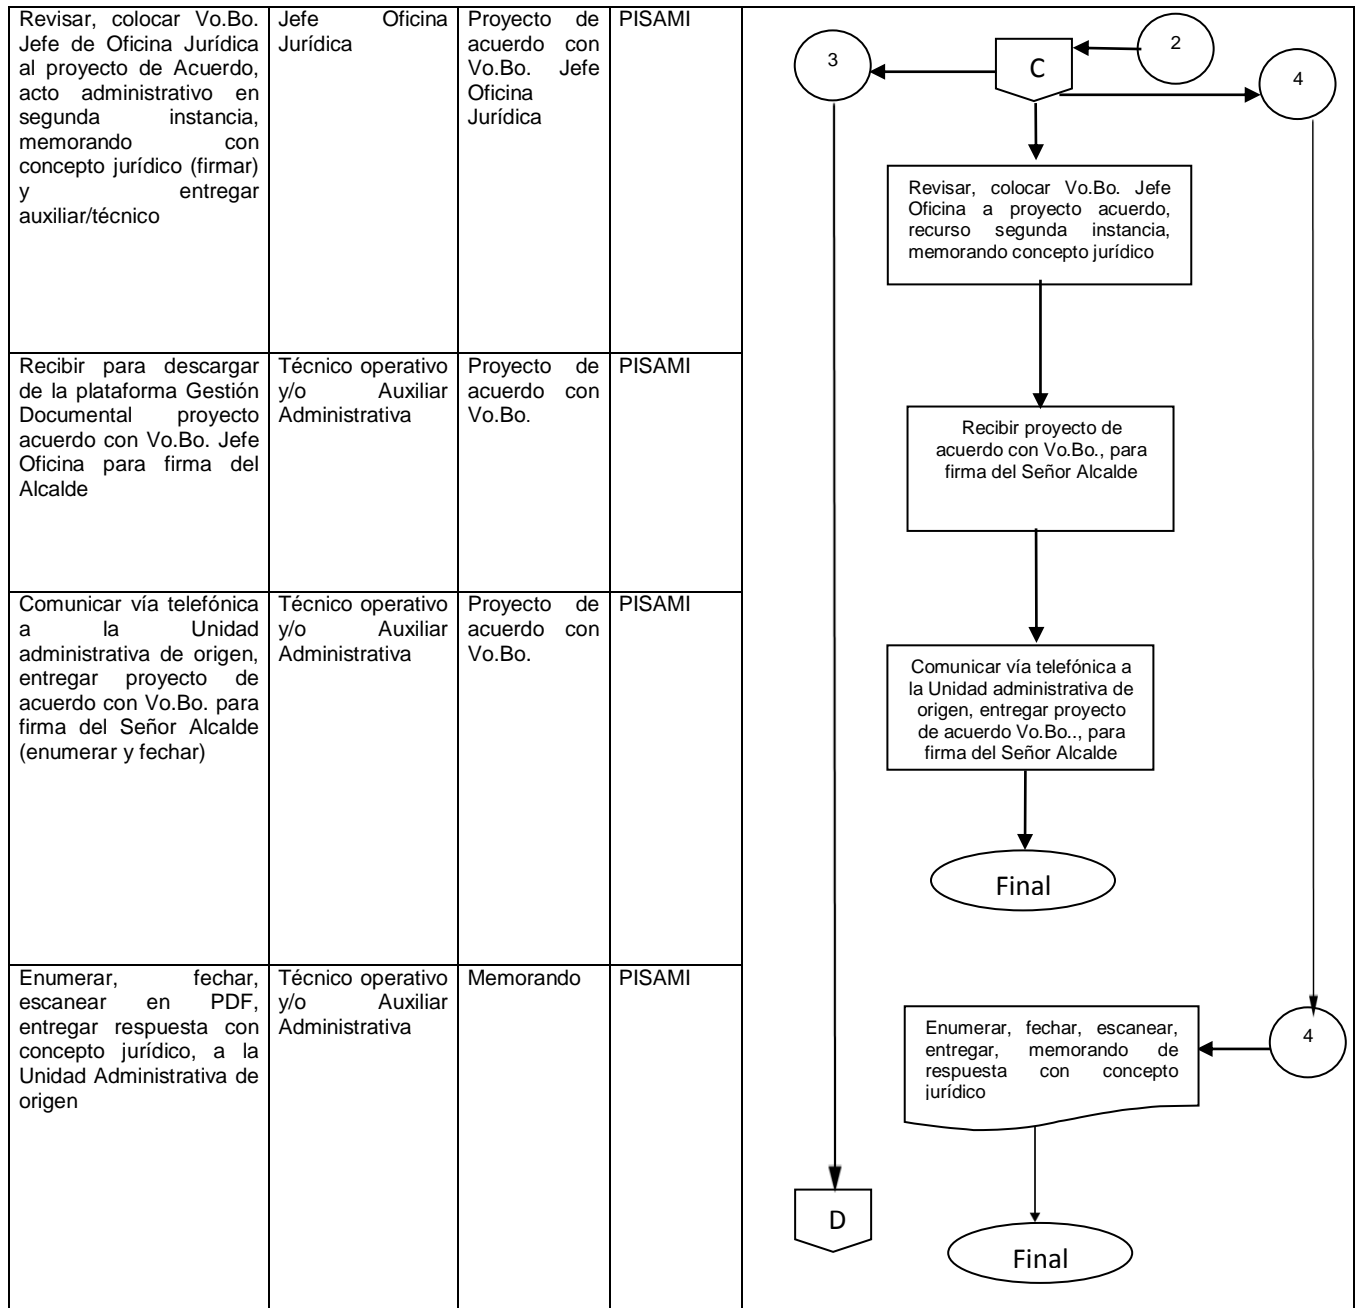 Revisar, colocar Vo.Bo.
Jefe de Oficina Jurídica
al proyecto de Acuerdo,
acto administrativo en
segunda instancia,
memorando con
concepto jurídico (firmar)
y entregar
auxiliar/técnico
Jefe Oficina
Jurídica
Proyecto de
acuerdo con
Vo.Bo. Jefe
Oficina
Jurídica
PISAMI
Recibir para descargar
de la plataforma Gestión
Documental proyecto
acuerdo con Vo.Bo. Jefe
Oficina para firma del
Alcalde
Técnico operativo
y/o Auxiliar
Administrativa
Proyecto de
acuerdo con
Vo.Bo.
PISAMI
Comunicar vía telefónica
a la Unidad
administrativa de origen,
entregar proyecto de
acuerdo con Vo.Bo. para
firma del Señor Alcalde
(enumerar y fechar)
Técnico operativo
y/o Auxiliar
Administrativa
Proyecto de
acuerdo con
Vo.Bo.
PISAMI
Enumerar, fechar,
escanear en PDF,
entregar respuesta con
concepto jurídico, a la
Unidad Administrativa de
origen
Técnico operativo
y/o Auxiliar
Administrativa
Memorando
PISAMI
3
C
2
4
Revisar, colocar Vo.Bo. Jefe
Oficina a proyecto acuerdo,
recurso segunda instancia,
memorando concepto jurídico
Recibir proyecto de
acuerdo con Vo.Bo., para
firma del Señor Alcalde
Comunicar vía telefónica a
la Unidad administrativa de
origen, entregar proyecto
de acuerdo Vo.Bo.., para
firma del Señor Alcalde
Final
Enumerar, fechar, escanear,
entregar, memorando de
respuesta con concepto
jurídico
4
D
Final